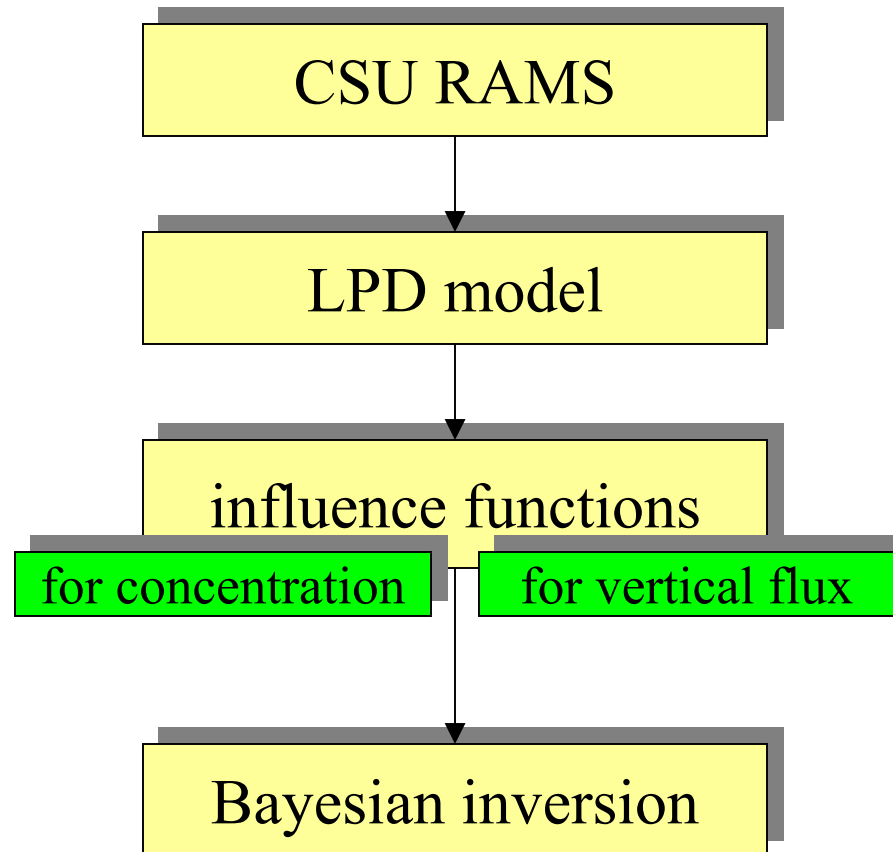 CSU RAMS
LPD model
influence functions
for concentration
for vertical flux
Bayesian inversion